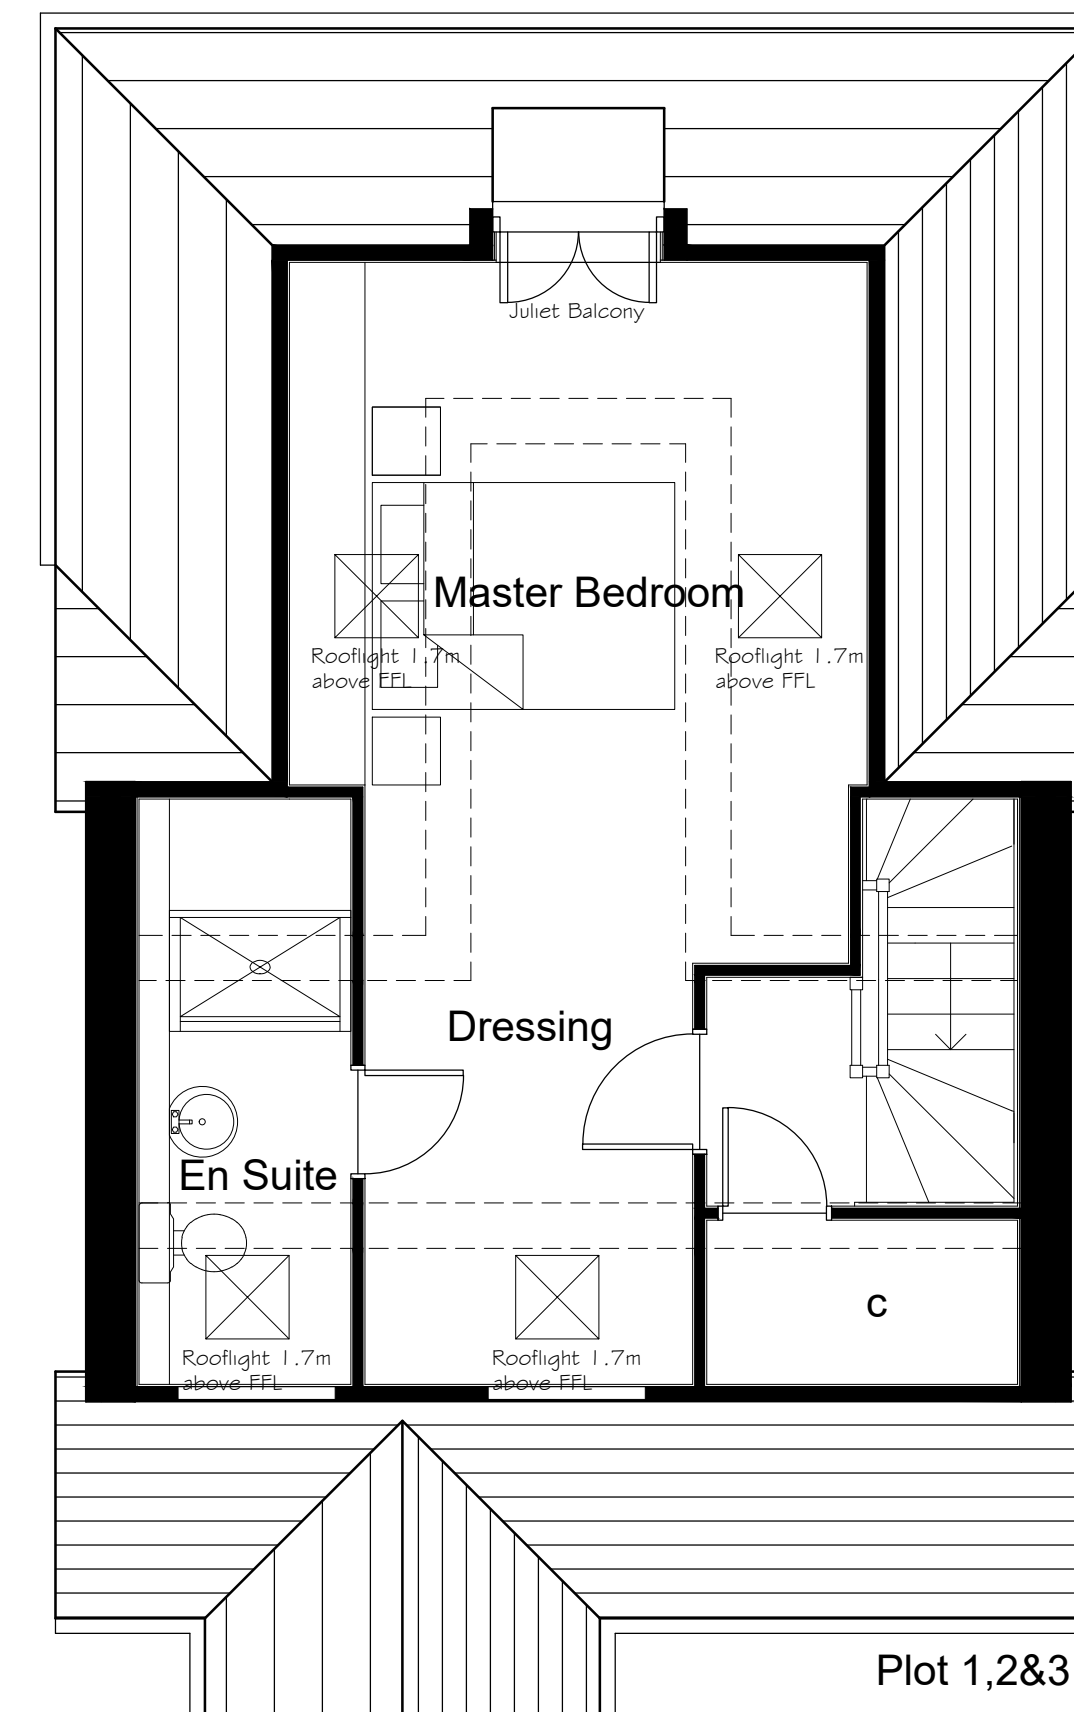 Juliet Balcony
Master Bedroom
Rooflight 1.7m
above FFL
Rooflight 1.7m
above FFL
Dressing
En Suite
c
Rooflight 1.7m
above FFL
Rooflight 1.7m
above FFL
Plot 1,2&3